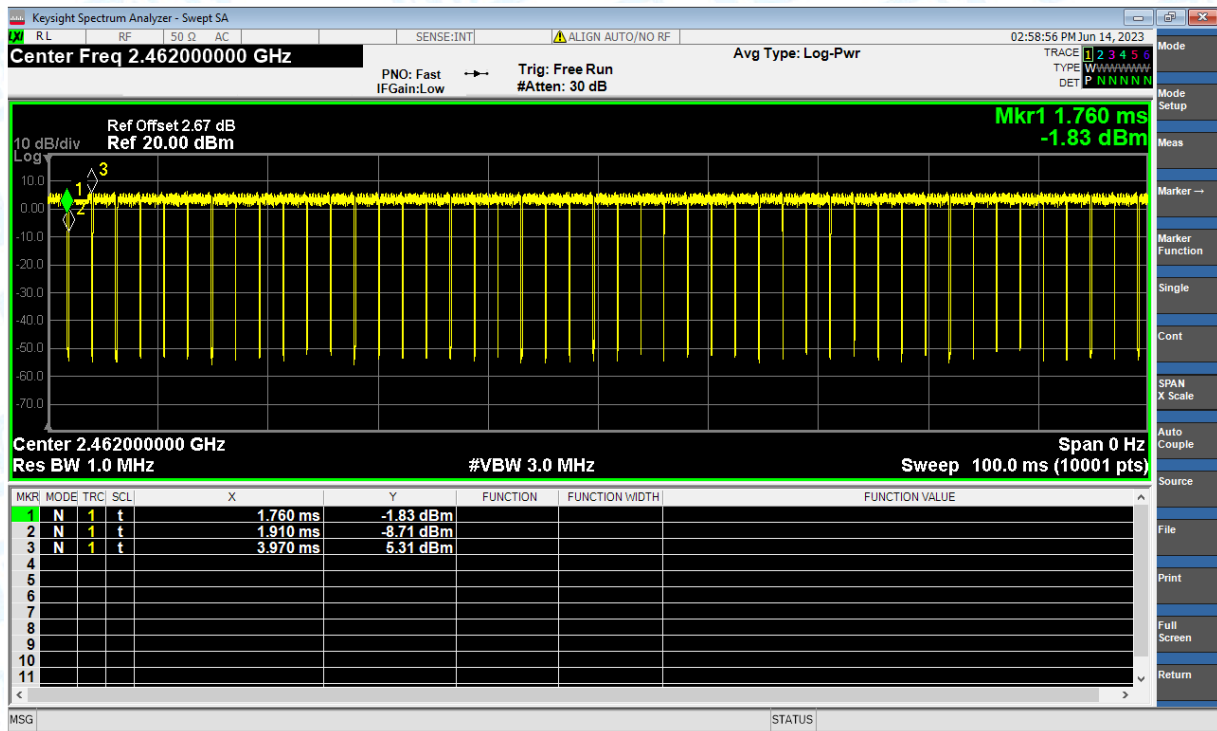 Keysight Spectrum Analyzer - Swept SA
LXI RL RF 50 Ω AC SENSE:INT ALIGN AUTO/NO RF 02:58:56 PM Jun 14, 2023
Center Freq 2.462000000 GHz
PNO: Fast
IFGain:Low
Trig: Free Run
#Atten: 30 dB
Avg Type: Log-Pwr
TRACE 1 2 3 4 5 6
TYPE WWWWWW
DET P N N N N N
Mkr1 1.760 ms
-1.83 dBm
Ref Offset 2.67 dB
Ref 20.00 dBm
10 dB/div
Log
10.0
0.00
-10.0
-20.0
-30.0
-40.0
-50.0
-60.0
-70.0
1
2
3
Center 2.462000000 GHz
Span 0 Hz
Res BW 1.0 MHz
#VBW 3.0 MHz
Sweep 100.0 ms (10001 pts)
MKR MODE TRC SCL X Y FUNCTION FUNCTION WIDTH FUNCTION VALUE
1 N 1 t 1.760 ms -1.83 dBm
2 N 1 t 1.910 ms -8.71 dBm
3 N 1 t 3.970 ms 5.31 dBm
4
5
6
7
8
9
10
11
MSG
STATUS
Mode
Mode
Setup
Meas
Marker →
Marker
Function
Single
Cont
SPAN
X Scale
Auto
Couple
Source
File
Print
Full
Screen
Return